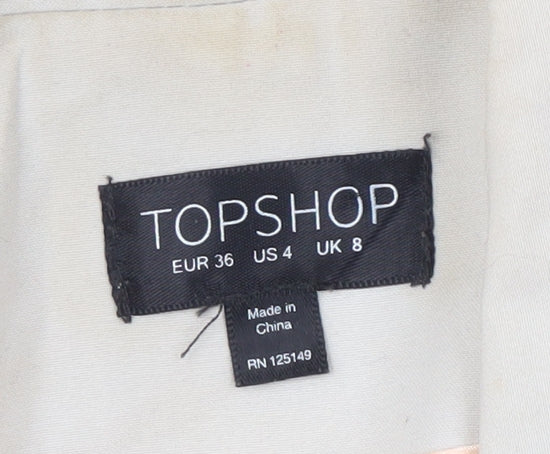 TOPSHOP
EUR 36 US 4 UK 8
Made in
China
RN 125149